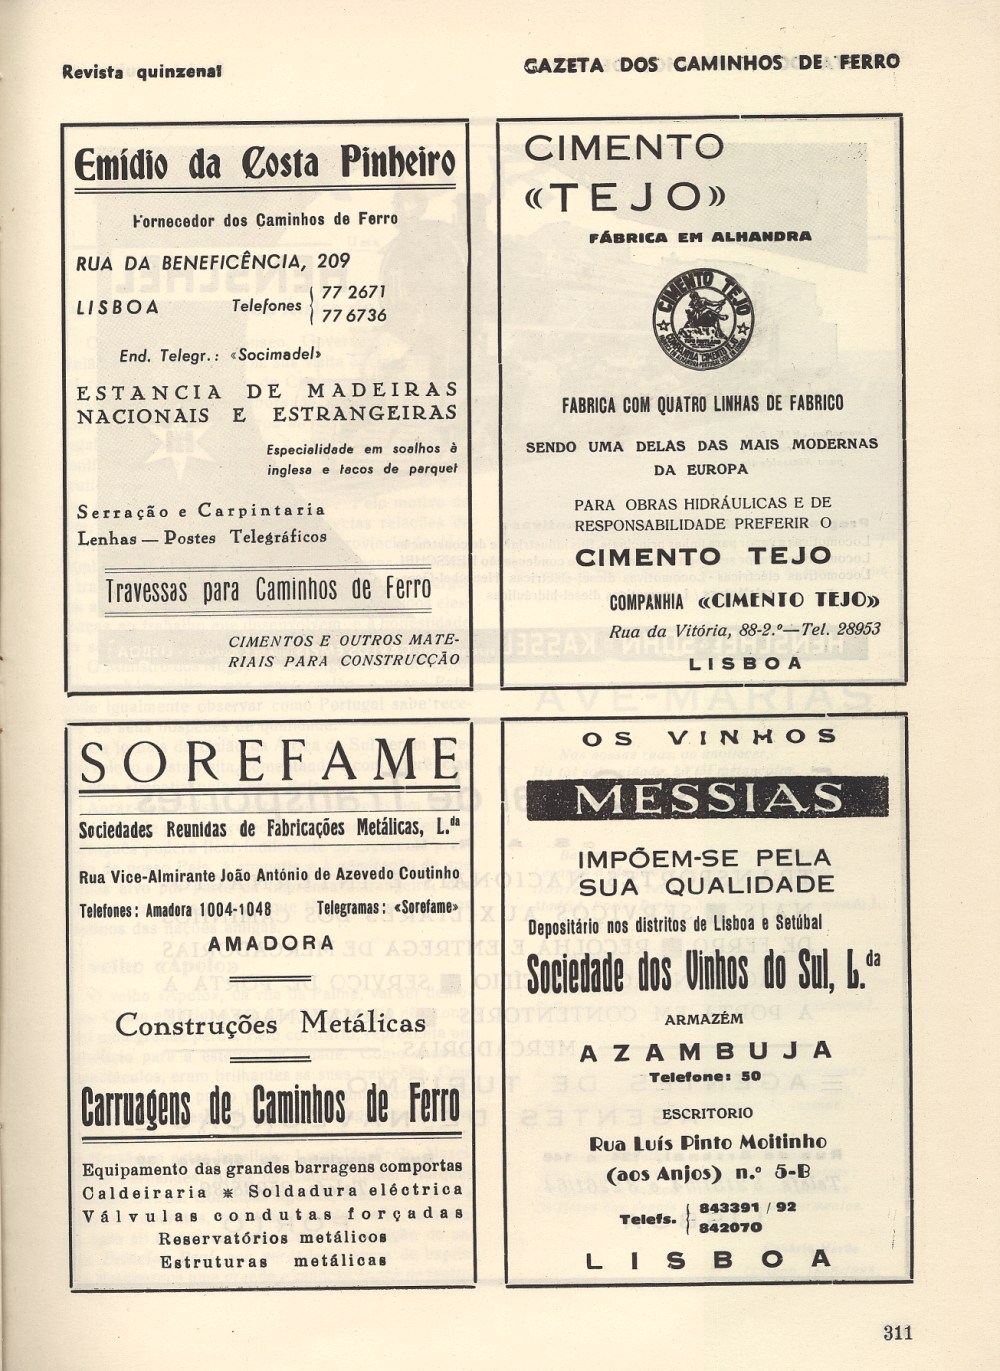 Revista quinzenal
GAZETA DOS CAMINHOS DE FERRO
Emídio da Costa Pinheiro
Fornecedor dos Caminhos de Ferro
RUA DA BENEFICÊNCIA, 209
LISBOA Telefones { 77 2671
77 6736
End. Telegr.: «Socimadel»
ESTANCIA DE MADEIRAS
NACIONAIS E ESTRANGEIRAS
Especialidade em soalhos à
inglesa e tacos de parquet
Serração e Carpintaria
Lenhas — Postes Telegráficos
Travessas para Caminhos de Ferro
CIMENTOS E OUTROS MATE-
RIAIS PARA CONSTRUCÇÃO
CIMENTO
«TEJO»
FÁBRICA EM ALHANDRA
CIMENTO TEJO
FABRICA COM QUATRO LINHAS DE FABRICO
SENDO UMA DELAS DAS MAIS MODERNAS
DA EUROPA
PARA OBRAS HIDRÁULICAS E DE
RESPONSABILIDADE PREFERIR O
CIMENTO TEJO
COMPANHIA «CIMENTO TEJO»
Rua da Vitória, 88-2.º—Tel. 28953
LISBOA
SOREFAME
Sociedades Reunidas de Fabricações Metálicas, L.da
Rua Vice-Almirante João António de Azevedo Coutinho
Telefones: Amadora 1004-1048 Telegramas: «Sorefame»
AMADORA
Construções Metálicas
Carruagens de Caminhos de Ferro
Equipamento das grandes barragens comportas
Caldeiraria * Soldadura eléctrica
Válvulas condutas forçadas
Reservatórios metálicos
Estruturas metálicas
OS VINHOS
MESSIAS
IMPÕEM-SE PELA
SUA QUALIDADE
Depositário nos distritos de Lisboa e Setúbal
Sociedade dos Vinhos do Sul, L.da
ARMAZÉM
AZAMBUJA
Telefone: 50
ESCRITORIO
Rua Luís Pinto Moitinho
(aos Anjos) n.º 5-B
Telefs. { 843391 / 92
842070
LISBOA
311